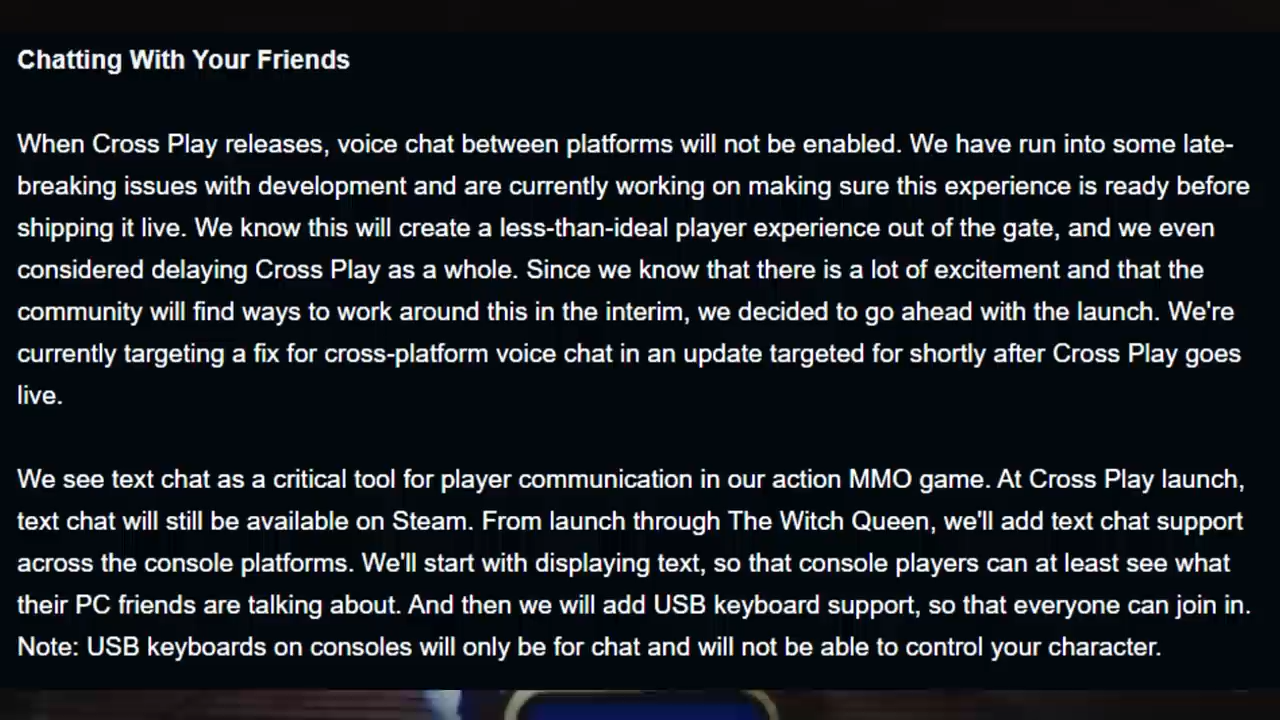 Chatting With Your Friends
When Cross Play releases, voice chat between platforms will not be enabled. We have run into some late-
breaking issues with development and are currently working on making sure this experience is ready before
shipping it live. We know this will create a less-than-ideal player experience out of the gate, and we even
considered delaying Cross Play as a whole. Since we know that there is a lot of excitement and that the
community will find ways to work around this in the interim, we decided to go ahead with the launch. We're
currently targeting a fix for cross-platform voice chat in an update targeted for shortly after Cross Play goes
live.
We see text chat as a critical tool for player communication in our action MMO game. At Cross Play launch,
text chat will still be available on Steam. From launch through The Witch Queen, we'll add text chat support
across the console platforms. We'll start with displaying text, so that console players can at least see what
their PC friends are talking about. And then we will add USB keyboard support, so that everyone can join in.
Note: USB keyboards on consoles will only be for chat and will not be able to control your character.